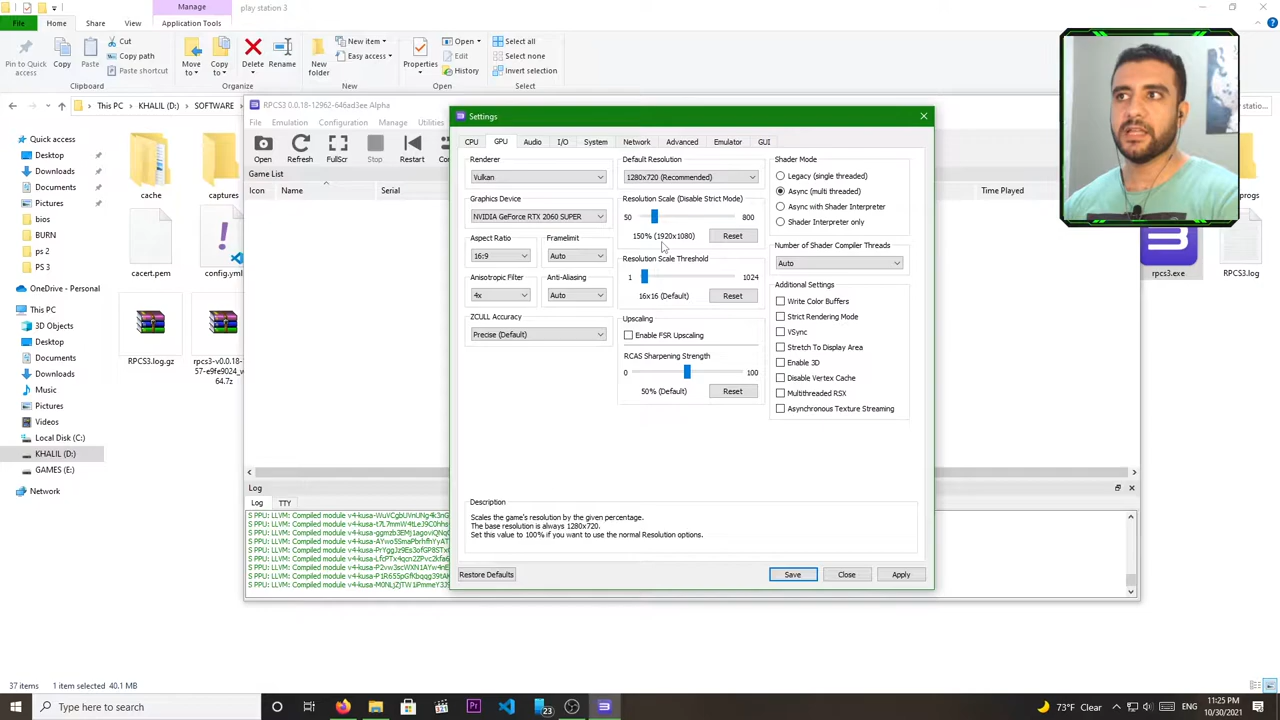 Manage
play station 3
File
Home
Share
View
Application Tools
Pin to Quick access
Copy
Paste
Cut
Copy path
Paste shortcut
Clipboard
Move to
Copy to
Delete
Rename
Organize
New folder
New item
Easy access
Properties
Open
Edit
History
Open
Select all
Select none
Invert selection
This PC
KHALIL (D:)
SOFTWARE
Quick access
Desktop
Downloads
Documents
Pictures
bios
BURN
ps 2
PS 3
OneDrive - Personal
This PC
3D Objects
Desktop
Documents
Downloads
Music
Pictures
Videos
Local Disk (C:)
KHALIL (D:)
GAMES (E:)
Network
cache
captures
cacert.pem
config.yml
RPCS3.log.gz
rpcs3.exe
RPCS3.log
RPCS3 0.0.18-12962-646ad3ee Alpha
File
Emulation
Configuration
Manage
Utilities
Open
Refresh
FullScr
Stop
Restart
Game List
Icon
Name
Serial
Time Played
Log
Log
TTY
Settings
CPU
GPU
Audio
I/O
System
Network
Advanced
Emulator
GUI
Renderer
Vulkan
Graphics Device
NVIDIA GeForce RTX 2060 SUPER
Aspect Ratio
16:9
Framelimit
Auto
Anisotropic Filter
4x
Anti-Aliasing
Auto
ZCULL Accuracy
Precise (Default)
Default Resolution
1280x720 (Recommended)
Resolution Scale (Disable Strict Mode)
50
800
150% (1920x1080)
Reset
Resolution Scale Threshold
1
1024
16x16 (Default)
Reset
Upscaling
Enable FSR Upscaling
RCAS Sharpening Strength
0
100
50% (Default)
Reset
Shader Mode
Legacy (single threaded)
Async (multi threaded)
Async with Shader Interpreter
Shader Interpreter only
Number of Shader Compiler Threads
Auto
Additional Settings
Write Color Buffers
Strict Rendering Mode
VSync
Stretch To Display Area
Enable 3D
Disable Vertex Cache
Multithreaded RSX
Asynchronous Texture Streaming
Description
Scales the game's resolution by the given percentage.
The base resolution is always 1280x720.
Set this value to 100% if you want to use the normal Resolution options.
Restore Defaults
Save
Close
Apply
37 items
1 item selected 40.1 MB
Type here to search
23
73°F Clear
11:25 PM
10/30/2021